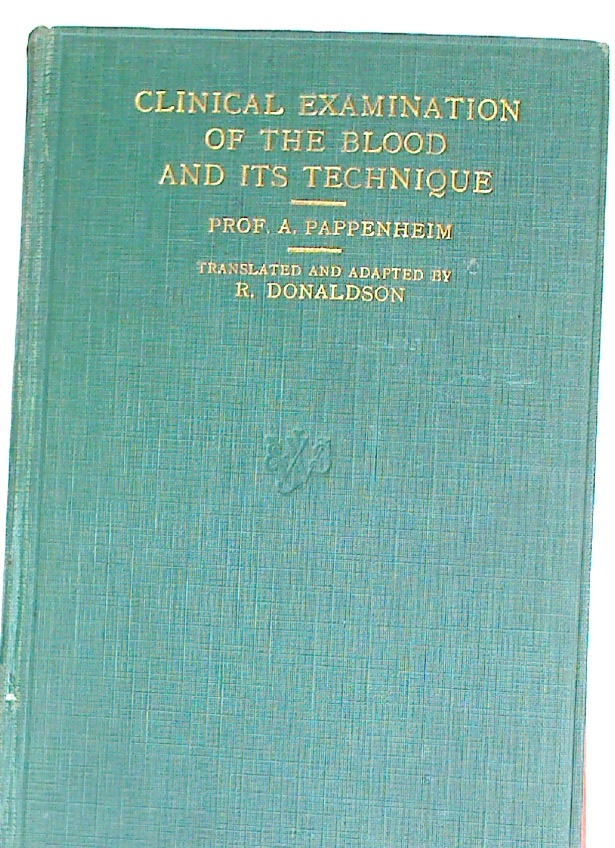 CLINICAL EXAMINATION
OF THE BLOOD
AND ITS TECHNIQUE
PROF. A. PAPPENHEIM
TRANSLATED AND ADAPTED BY
R. DONALDSON